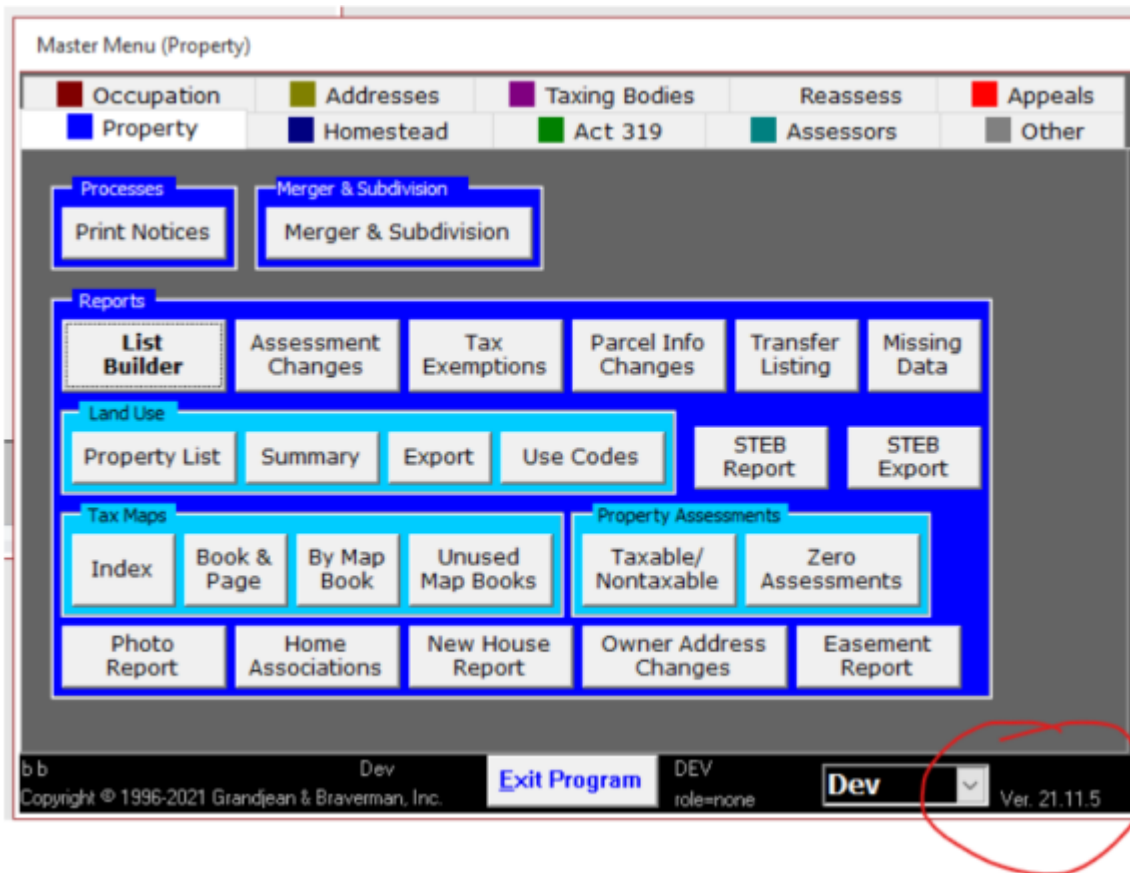 Master Menu (Property)
Occupation Addresses Taxing Bodies Reassess Appeals
Property Homestead Act 319 Assessors Other
Processes Merger & Subdivision
Print Notices Merger & Subdivision
Reports
List Builder Assessment Changes Tax Exemptions Parcel Info Changes Transfer Listing Missing Data
Land Use
Property List Summary Export Use Codes STEB Report STEB Export
Tax Maps Property Assessments
Index Book & Page By Map Book Unused Map Books Taxable/ Nontaxable Zero Assessments
Photo Report Home Associations New House Report Owner Address Changes Easement Report
b b Dev Exit Program DEV Dev
Copyright © 1996-2021 Grandjean & Braverman, Inc. role=none Ver. 21.11.5